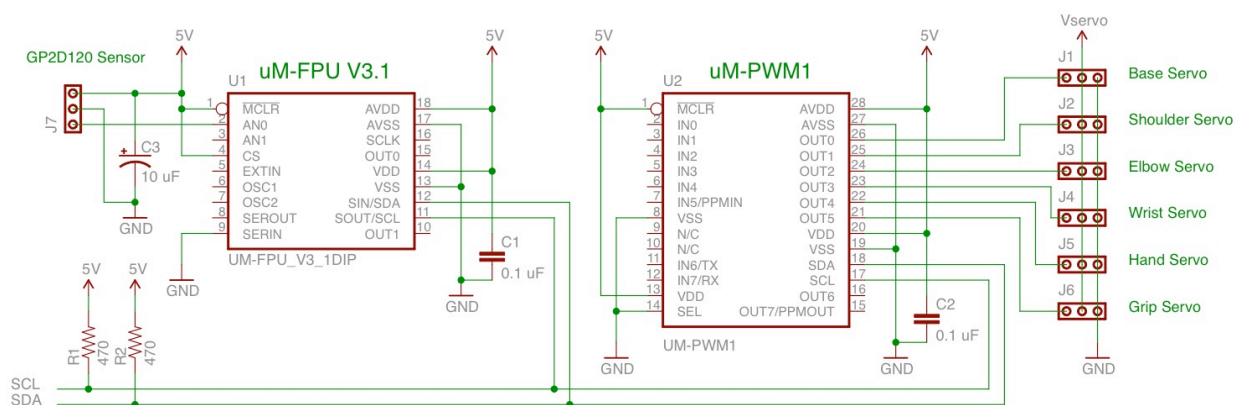 GP2D120 Sensor
J7
C3
10 uF
GND
5V
U1
uM-FPU V3.1
1 MCLR AVDD 18
2 AN0 AVSS 17
3 AN1 SCLK 16
4 CS OUT0 15
5 EXTIN VDD 14
6 OSC1 VSS 13
7 OSC2 SIN/SDA 12
8 SEROUT SOUT/SCL 11
9 SERIN OUT1 10
UM-FPU_V3_1DIP
GND
5V
C1
0.1 uF
GND
5V
U2
uM-PWM1
1 MCLR AVDD 28
2 IN0 AVSS 27
3 IN1 OUT0 26
4 IN2 OUT1 25
5 IN3 OUT2 24
6 IN4 OUT3 23
7 IN5/PPMIN OUT4 22
8 VSS OUT5 21
9 N/C VDD 20
10 N/C VSS 19
11 IN6/TX SDA 18
12 IN7/RX SCL 17
13 VDD OUT6 16
14 SEL OUT7/PPMOUT 15
UM-PWM1
GND
5V
C2
0.1 uF
GND
Vservo
J1 Base Servo
J2 Shoulder Servo
J3 Elbow Servo
J4 Wrist Servo
J5 Hand Servo
J6 Grip Servo
GND
5V
5V
R1
470
R2
470
SCL
SDA